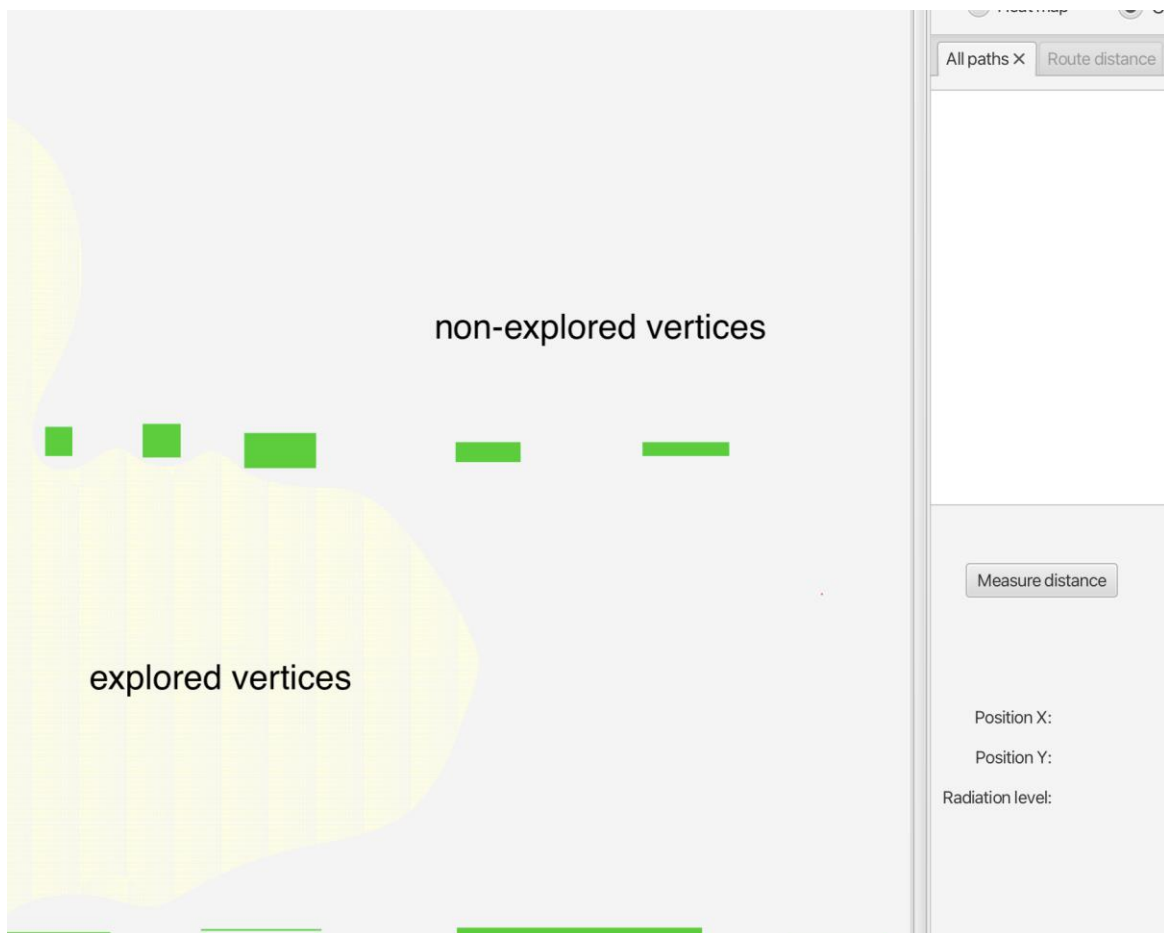 All paths ×
Route distance
non-explored vertices
Measure distance
explored vertices
Position X:
Position Y:
Radiation level: